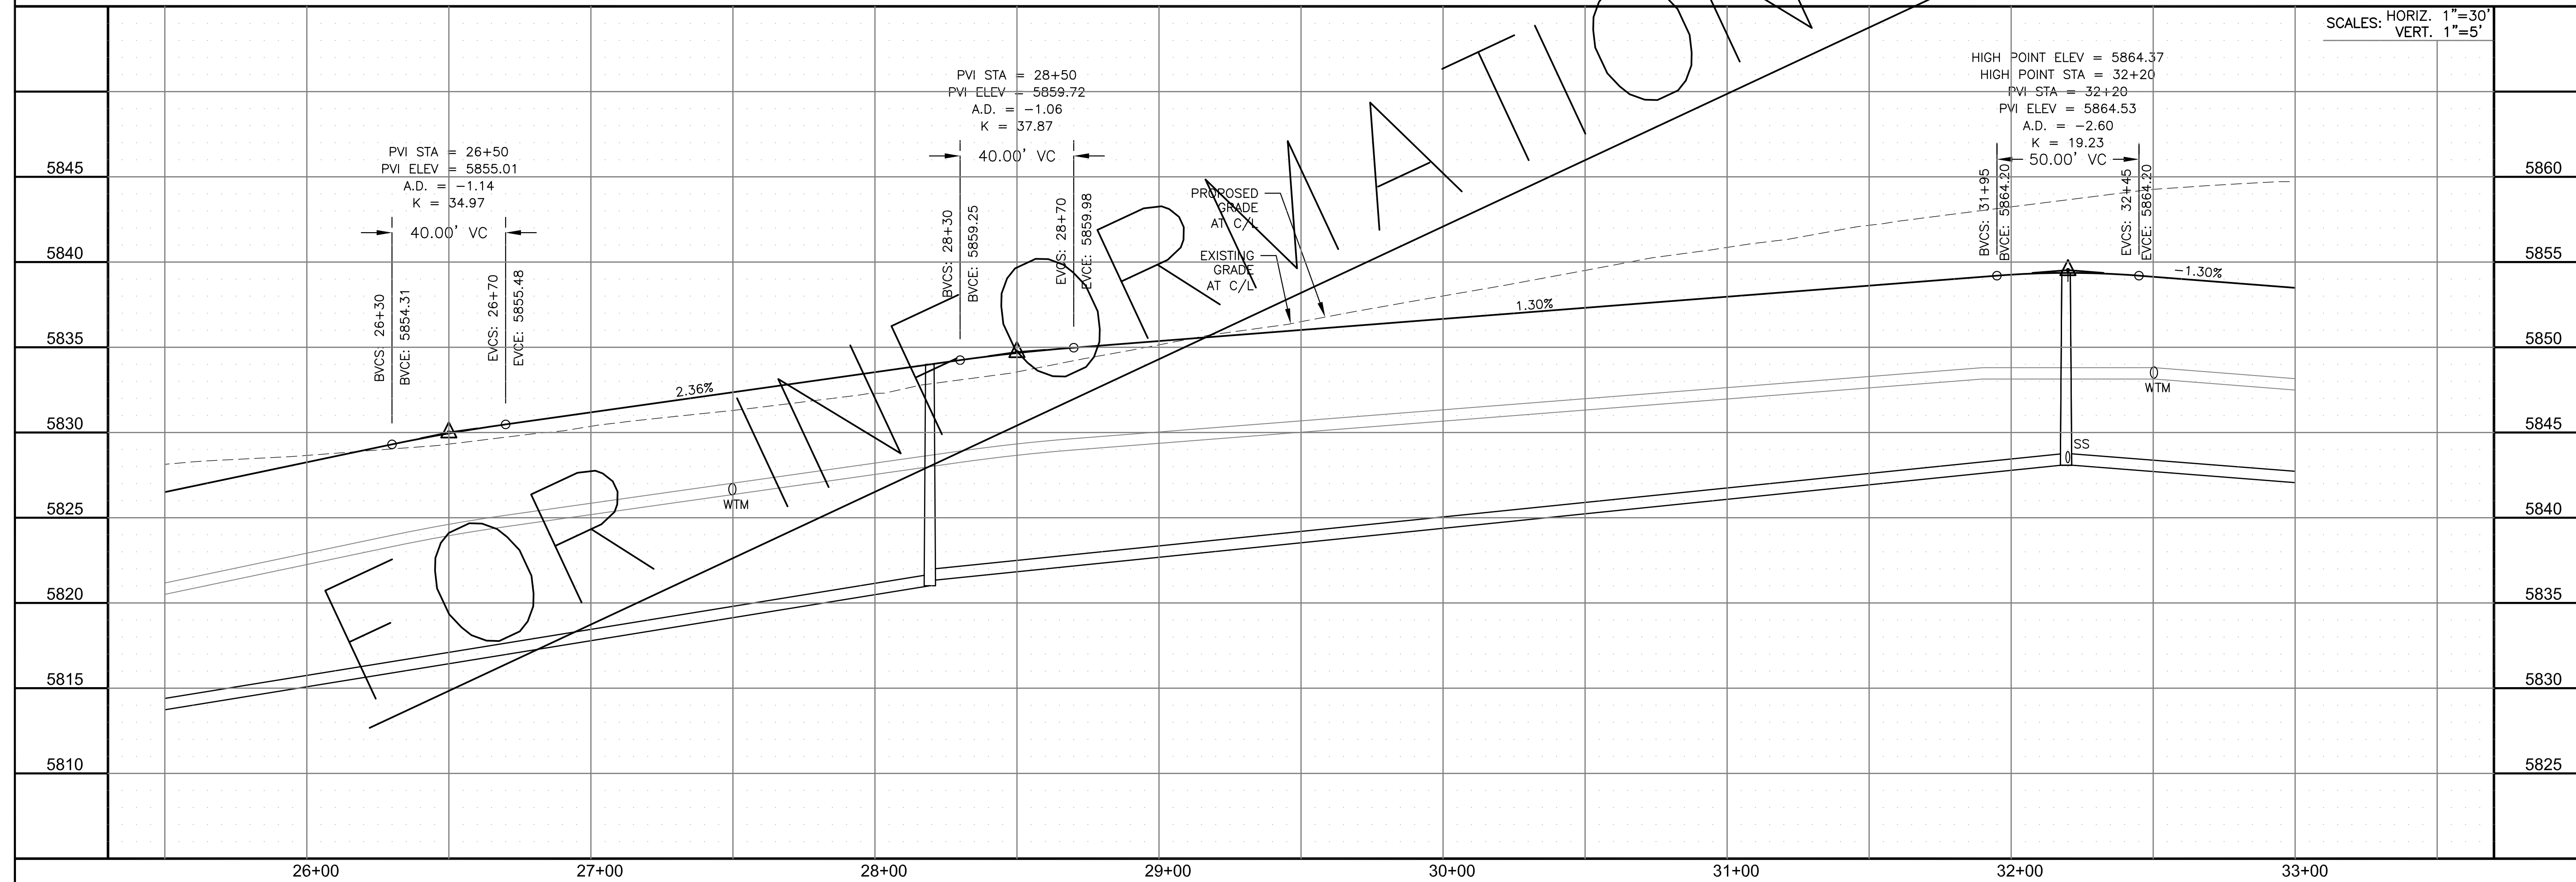 SCALES: HORIZ. 1"=30'
VERT. 1"=5'
HIGH POINT ELEV = 5864.37
HIGH POINT STA = 32+20
PVI STA = 32+20
PVI ELEV = 5864.53
A.D. = -2.60
K = 19.23
50.00' VC
BVCS: 31+95
BVCE: 5864.20
EVCS: 32+45
EVCE: 5864.20
PVI STA = 28+50
PVI ELEV = 5859.72
A.D. = -1.06
K = 37.87
40.00' VC
BVCS: 28+30
BVCE: 5859.25
EVCS: 28+70
EVCE: 5859.98
PVI STA = 26+50
PVI ELEV = 5855.01
A.D. = -1.14
K = 34.97
40.00' VC
BVCS: 26+30
BVCE: 5854.31
EVCS: 26+70
EVCE: 5855.48
PROPOSED
GRADE
AT C/L
EXISTING
GRADE
AT C/L
2.36%
1.30%
-1.30%
WTM
WTM
SS
FOR INFORMATION
5845
5840
5835
5830
5825
5820
5815
5810
5860
5855
5850
5845
5840
5835
5830
5825
26+00
27+00
28+00
29+00
30+00
31+00
32+00
33+00